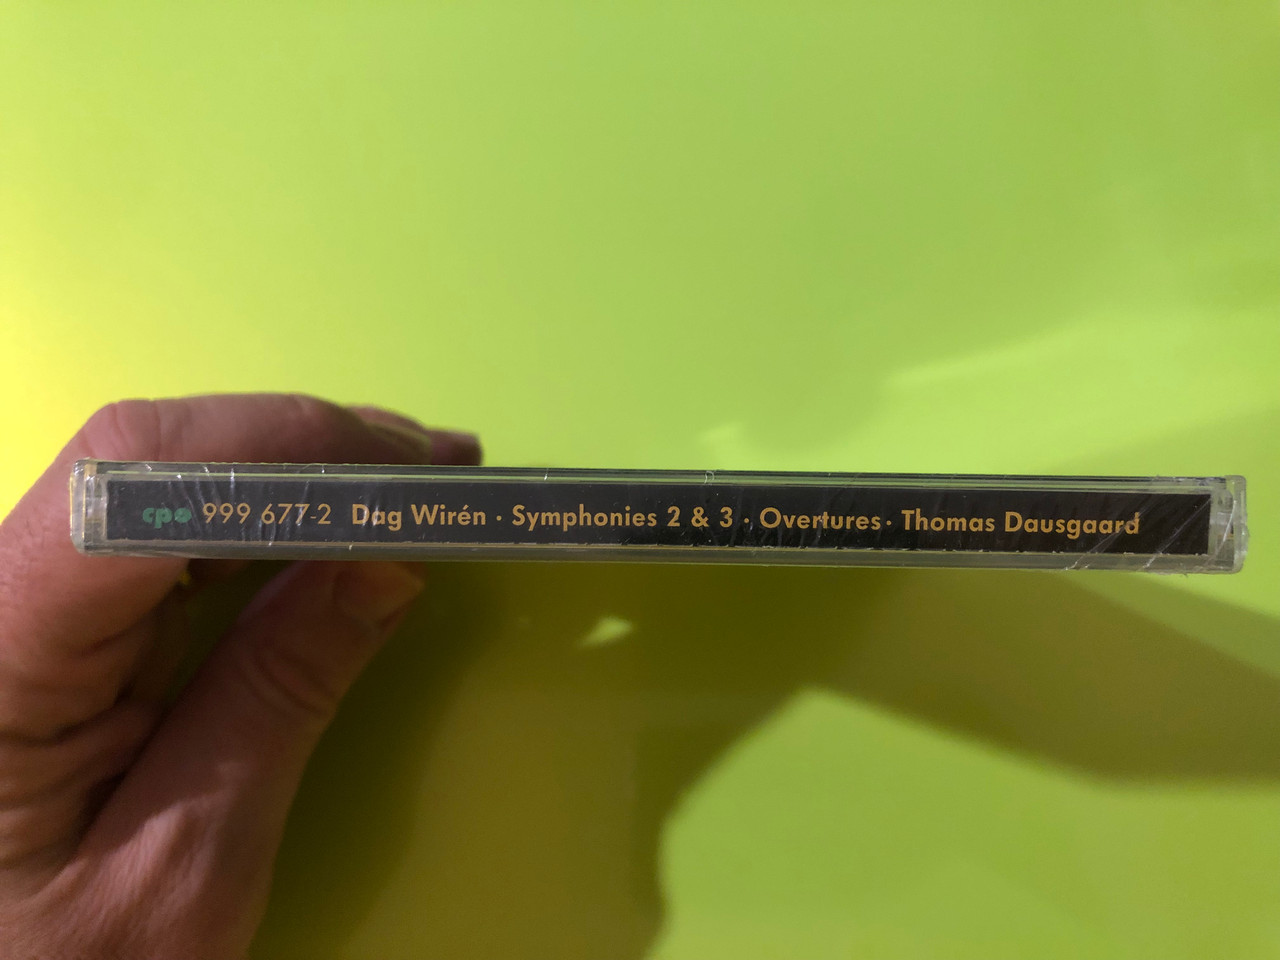 cpo 999 677-2 Dag Wirén · Symphonies 2 & 3 · Overtures · Thomas Dausgaard